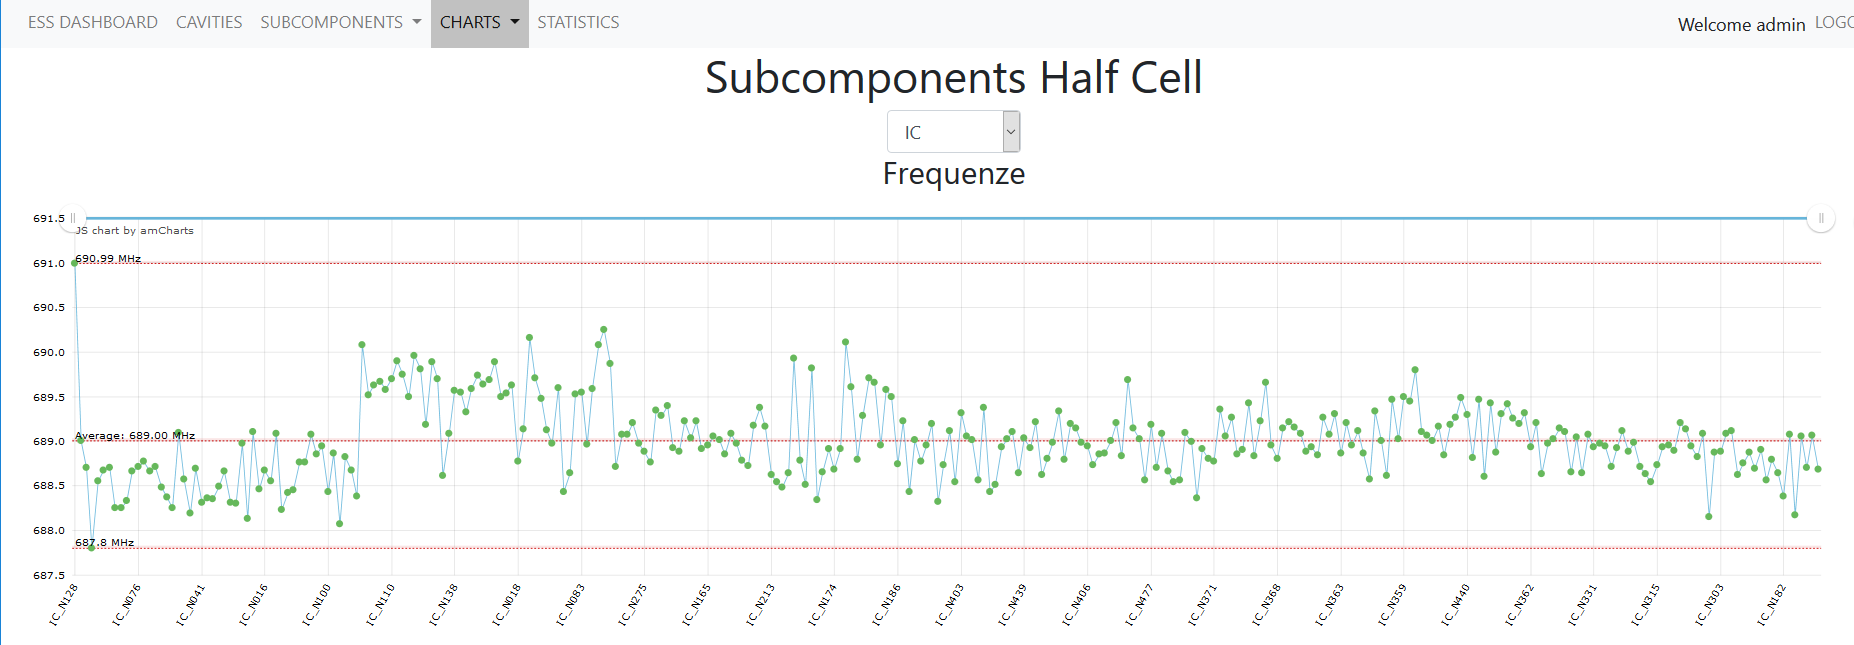 ESS DASHBOARD CAVITIES SUBCOMPONENTS CHARTS STATISTICS Welcome admin LOGO
Subcomponents Half Cell
IC
Frequenze
691.5
JS chart by amCharts
690.99 MHz
691.0
690.5
690.0
689.5
Average: 689.00 MHz
689.0
688.5
688.0
687.8 MHz
687.5
IC_N128 IC_N076 IC_N041 IC_N016 IC_N100 IC_N110 IC_N138 IC_N018 IC_N083 IC_N275 IC_N165 IC_N213 IC_N174 IC_N186 IC_N403 IC_N439 IC_N406 IC_N477 IC_N371 IC_N368 IC_N363 IC_N359 IC_N440 IC_N362 IC_N331 IC_N315 IC_N303 IC_N182